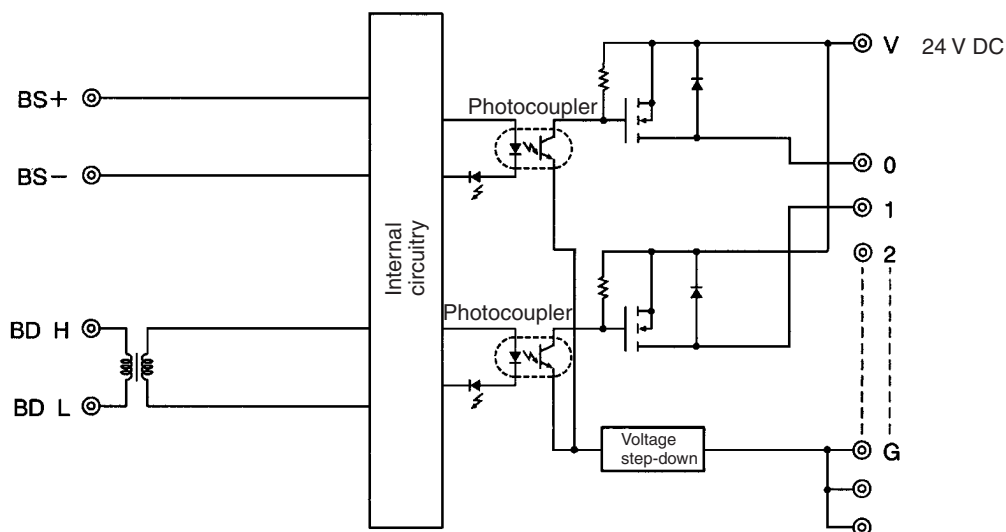 V 24 V DC
BS+
Photocoupler
0
BS-
1
Internal
circuitry
2
Photocoupler
BD H
BD L
Voltage
step-down
G